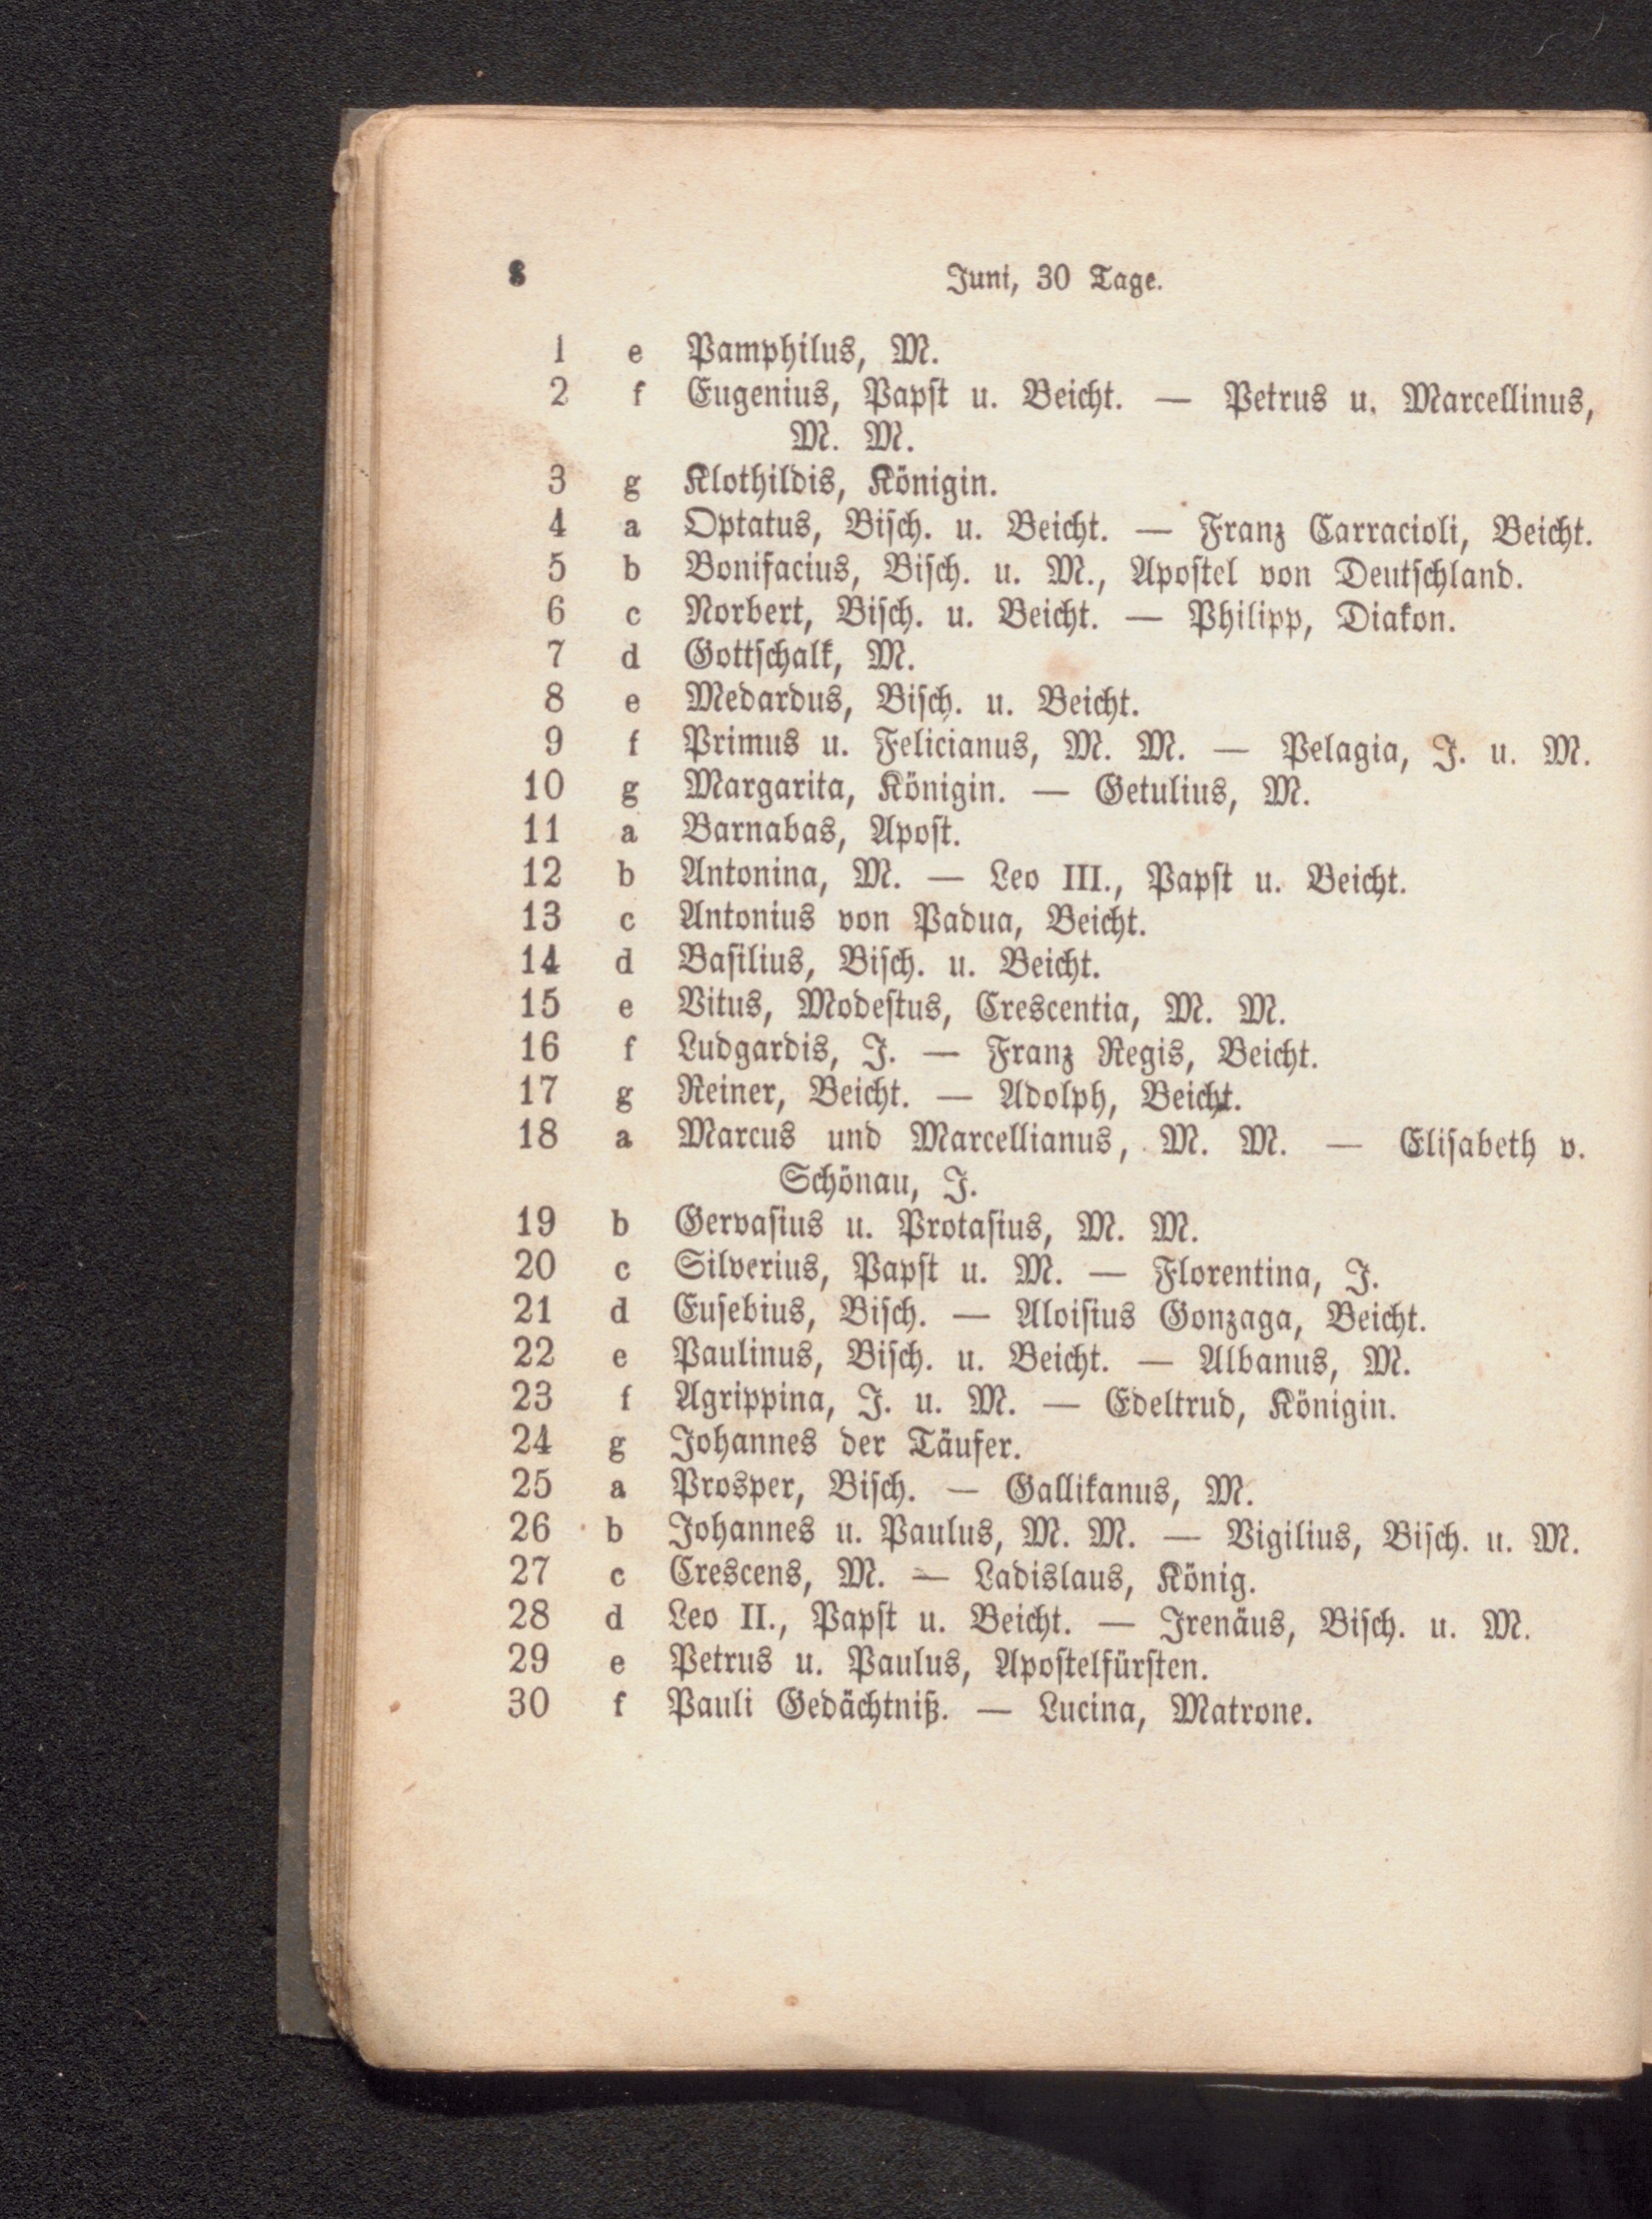 8 Juni, 30 Tage.
1 e Pamphilus, M.
2 f Eugenius, Papst u. Beicht. — Petrus u. Marcellinus,
M. M.
3 g Klothildis, Königin.
4 a Optatus, Bisch. u. Beicht. — Franz Carracioli, Beicht.
5 b Bonifacius, Bisch. u. M., Apostel von Deutschland.
6 c Norbert, Bisch. u. Beicht. — Philipp, Diakon.
7 d Gottschalk, M.
8 e Medardus, Bisch. u. Beicht.
9 f Primus u. Felicianus, M. M. — Pelagia, J. u. M.
10 g Margarita, Königin. — Getulius, M.
11 a Barnabas, Apost.
12 b Antonina, M. — Leo III., Papst u. Beicht.
13 c Antonius von Padua, Beicht.
14 d Basilius, Bisch. u. Beicht.
15 e Vitus, Modestus, Crescentia, M. M.
16 f Ludgardis, J. — Franz Regis, Beicht.
17 g Reiner, Beicht. — Adolph, Beicht.
18 a Marcus und Marcellianus, M. M. — Elisabeth v.
Schönau, J.
19 b Gervasius u. Protasius, M. M.
20 c Silverius, Papst u. M. — Florentina, J.
21 d Eusebius, Bisch. — Aloisius Gonzaga, Beicht.
22 e Paulinus, Bisch. u. Beicht. — Albanus, M.
23 f Agrippina, J. u. M. — Edeltrud, Königin.
24 g Johannes der Täufer.
25 a Prosper, Bisch. — Gallikanus, M.
26 b Johannes u. Paulus, M. M. — Vigilius, Bisch. u. M.
27 c Crescens, M. — Ladislaus, König.
28 d Leo II., Papst u. Beicht. — Irenäus, Bisch. u. M.
29 e Petrus u. Paulus, Apostelfürsten.
30 f Pauli Gedächtniß. — Lucina, Matrone.